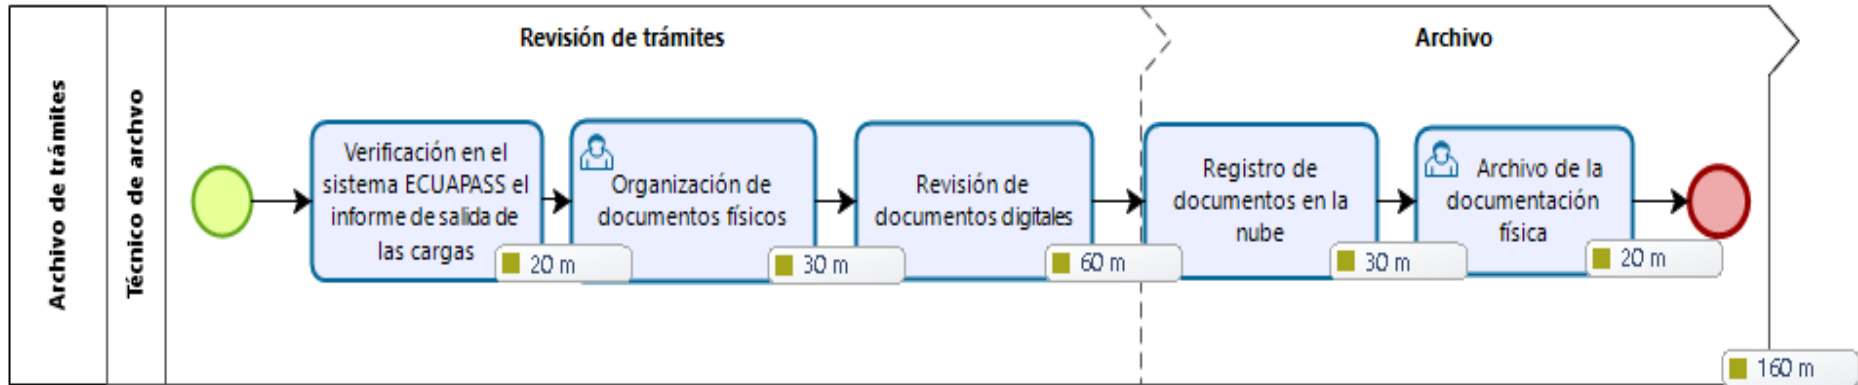 Archivo de trámites
Técnico de archvo
Revisión de trámites
Archivo
Verificación en el
sistema ECUAPASS el
informe de salida de
las cargas
20 m
Organización de
documentos físicos
30 m
Revisión de
documentos digitales
60 m
Registro de
documentos en la
nube
30 m
Archivo de la
documentación
física
20 m
160 m